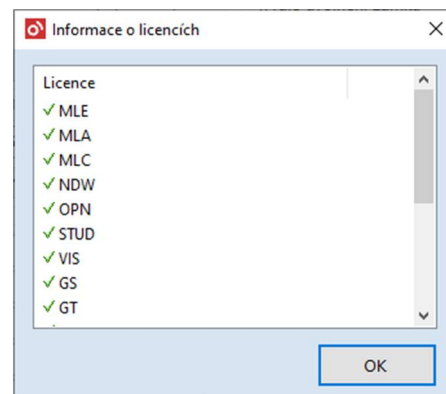 Informace o licencích
Licence
MLE
MLA
MLC
NDW
OPN
STUD
VIS
GS
GT
OK